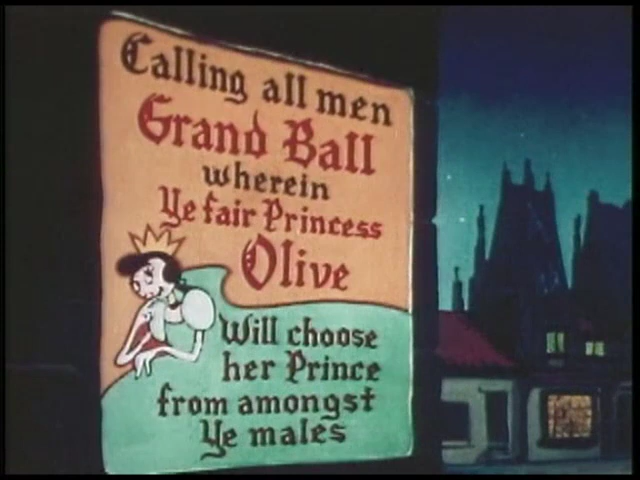 Calling all men
Grand Ball
wherein
Ye fair Princess
Olive
Will choose
her Prince
from amongst
Ye males